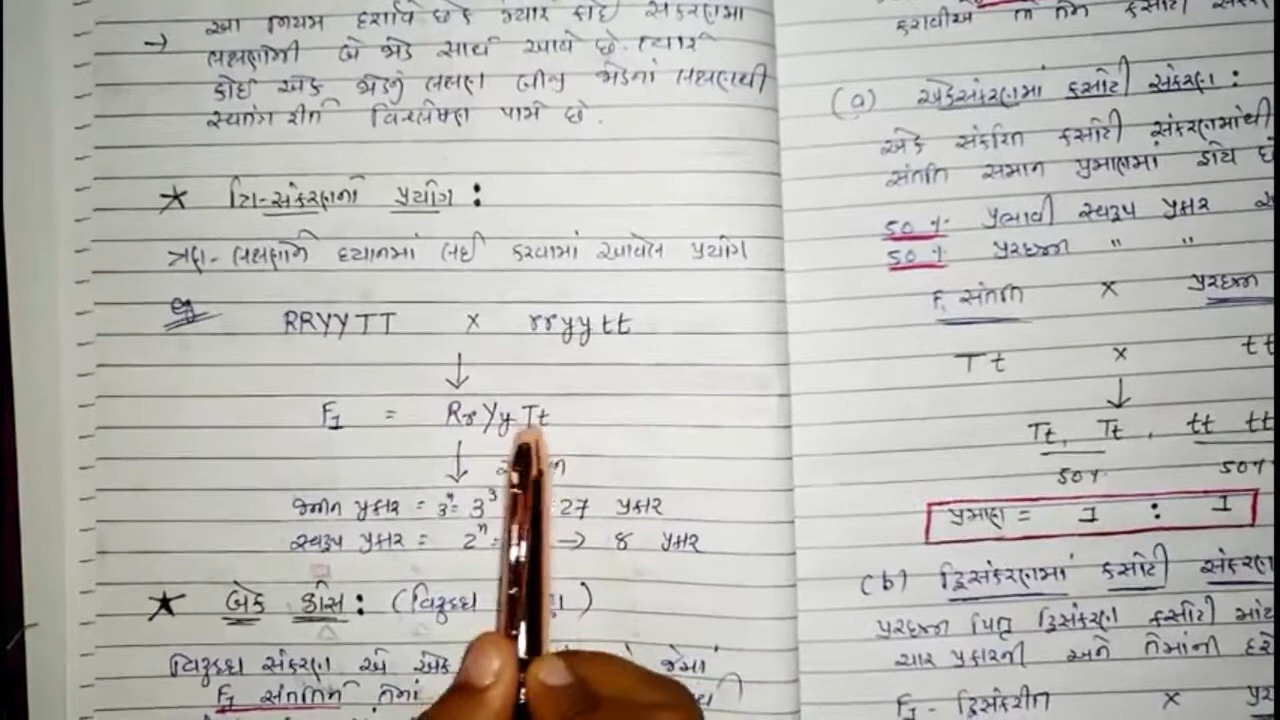 આ નિયમ દર્શાવે છે કે જ્યારે કોઈ સંકરણમાં
→ લક્ષણોની બે જોડ સાથે આવે છે. ત્યારે
કોઈ એક જોડનું લક્ષણ બીજી જોડનાં લક્ષણથી
સ્વતંત્ર રીતે વિશ્લેષણ પામે છે.
★ ત્રિ-સંકરણનો પ્રયોગ :
ત્રણ- લક્ષણોને ધ્યાનમાં લઈ કરવામાં આવેલ પ્રયોગ
RRYYTT x rryytt
↓
F1 = RrYyTt
↓
જનીન પ્રકાર = 3ⁿ= 3³ 27 પ્રકાર
સ્વરૂપ પ્રકાર = 2ⁿ= → 8 પ્રકાર
★ બેક ક્રોસ : (વિરુદ્ધ )
વિરુદ્ધ સંકરણ એ એક જેમાં
F1 સંતતિને તેમાં
કરાવીએ તો તેને કસોટી
(a) એકસંકરણમાં કસોટી સંકરણ :
એક સંકરિત કસોટી સંકરણમાંથી
સંતતિ સમાન પ્રમાણમાં હોય છે
50 % પ્રભાવી સ્વરૂપ પ્રકાર
50 % પ્રચ્છન્ન " "
F1 સંતતિ x પ્રચ્છન્ન
Tt x tt
↓
Tt, Tt, tt tt
50% 50%
પ્રમાણ = 1 : 1
(b) દ્વિસંકરણમાં કસોટી સંકરણ
પ્રચ્છન્ન પિતૃ દ્વિસંકરણ કસોટી માંથી
ચાર પ્રકારની અને તેમાંની દરેક
F1 - દ્વિસંકરીત x